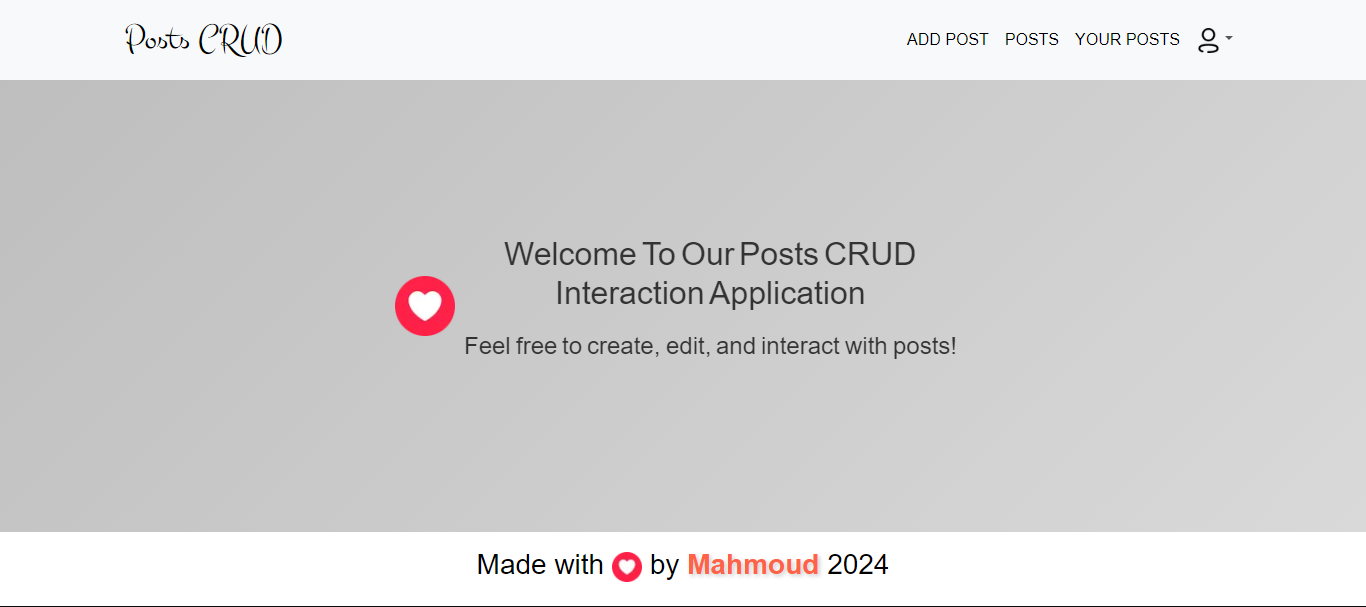 Posts CRUD
ADD POST POSTS YOUR POSTS
Welcome To Our Posts CRUD
Interaction Application
Feel free to create, edit, and interact with posts!
Made with by Mahmoud 2024